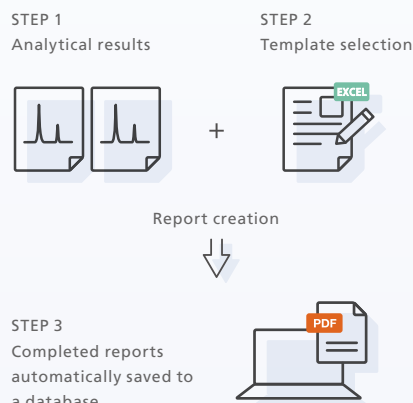 STEP 1
Analytical results
STEP 2
Template selection
EXCEL
+
Report creation
STEP 3
Completed reports
automatically saved to
a database
PDF